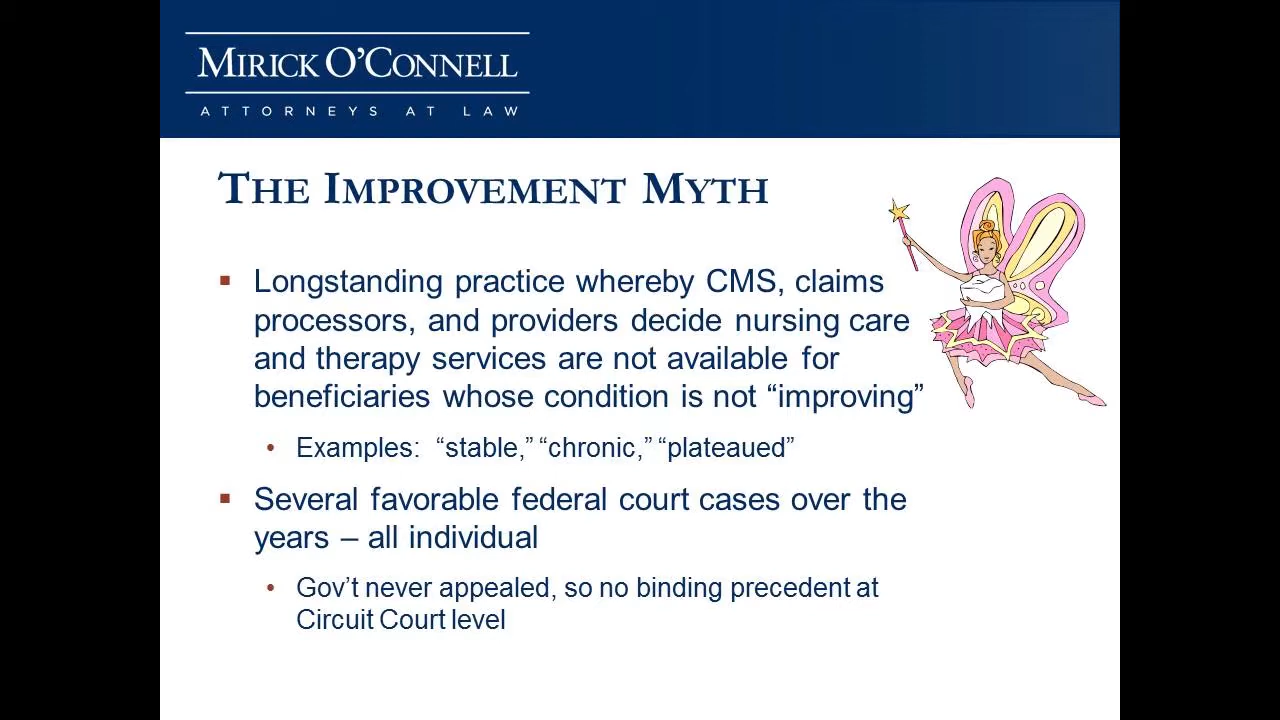 MIRICK O’CONNELL
ATTORNEYS AT LAW
THE IMPROVEMENT MYTH
▪ Longstanding practice whereby CMS, claims
processors, and providers decide nursing care
and therapy services are not available for
beneficiaries whose condition is not “improving”
• Examples: “stable,” “chronic,” “plateaued”
▪ Several favorable federal court cases over the
years – all individual
• Gov’t never appealed, so no binding precedent at
Circuit Court level